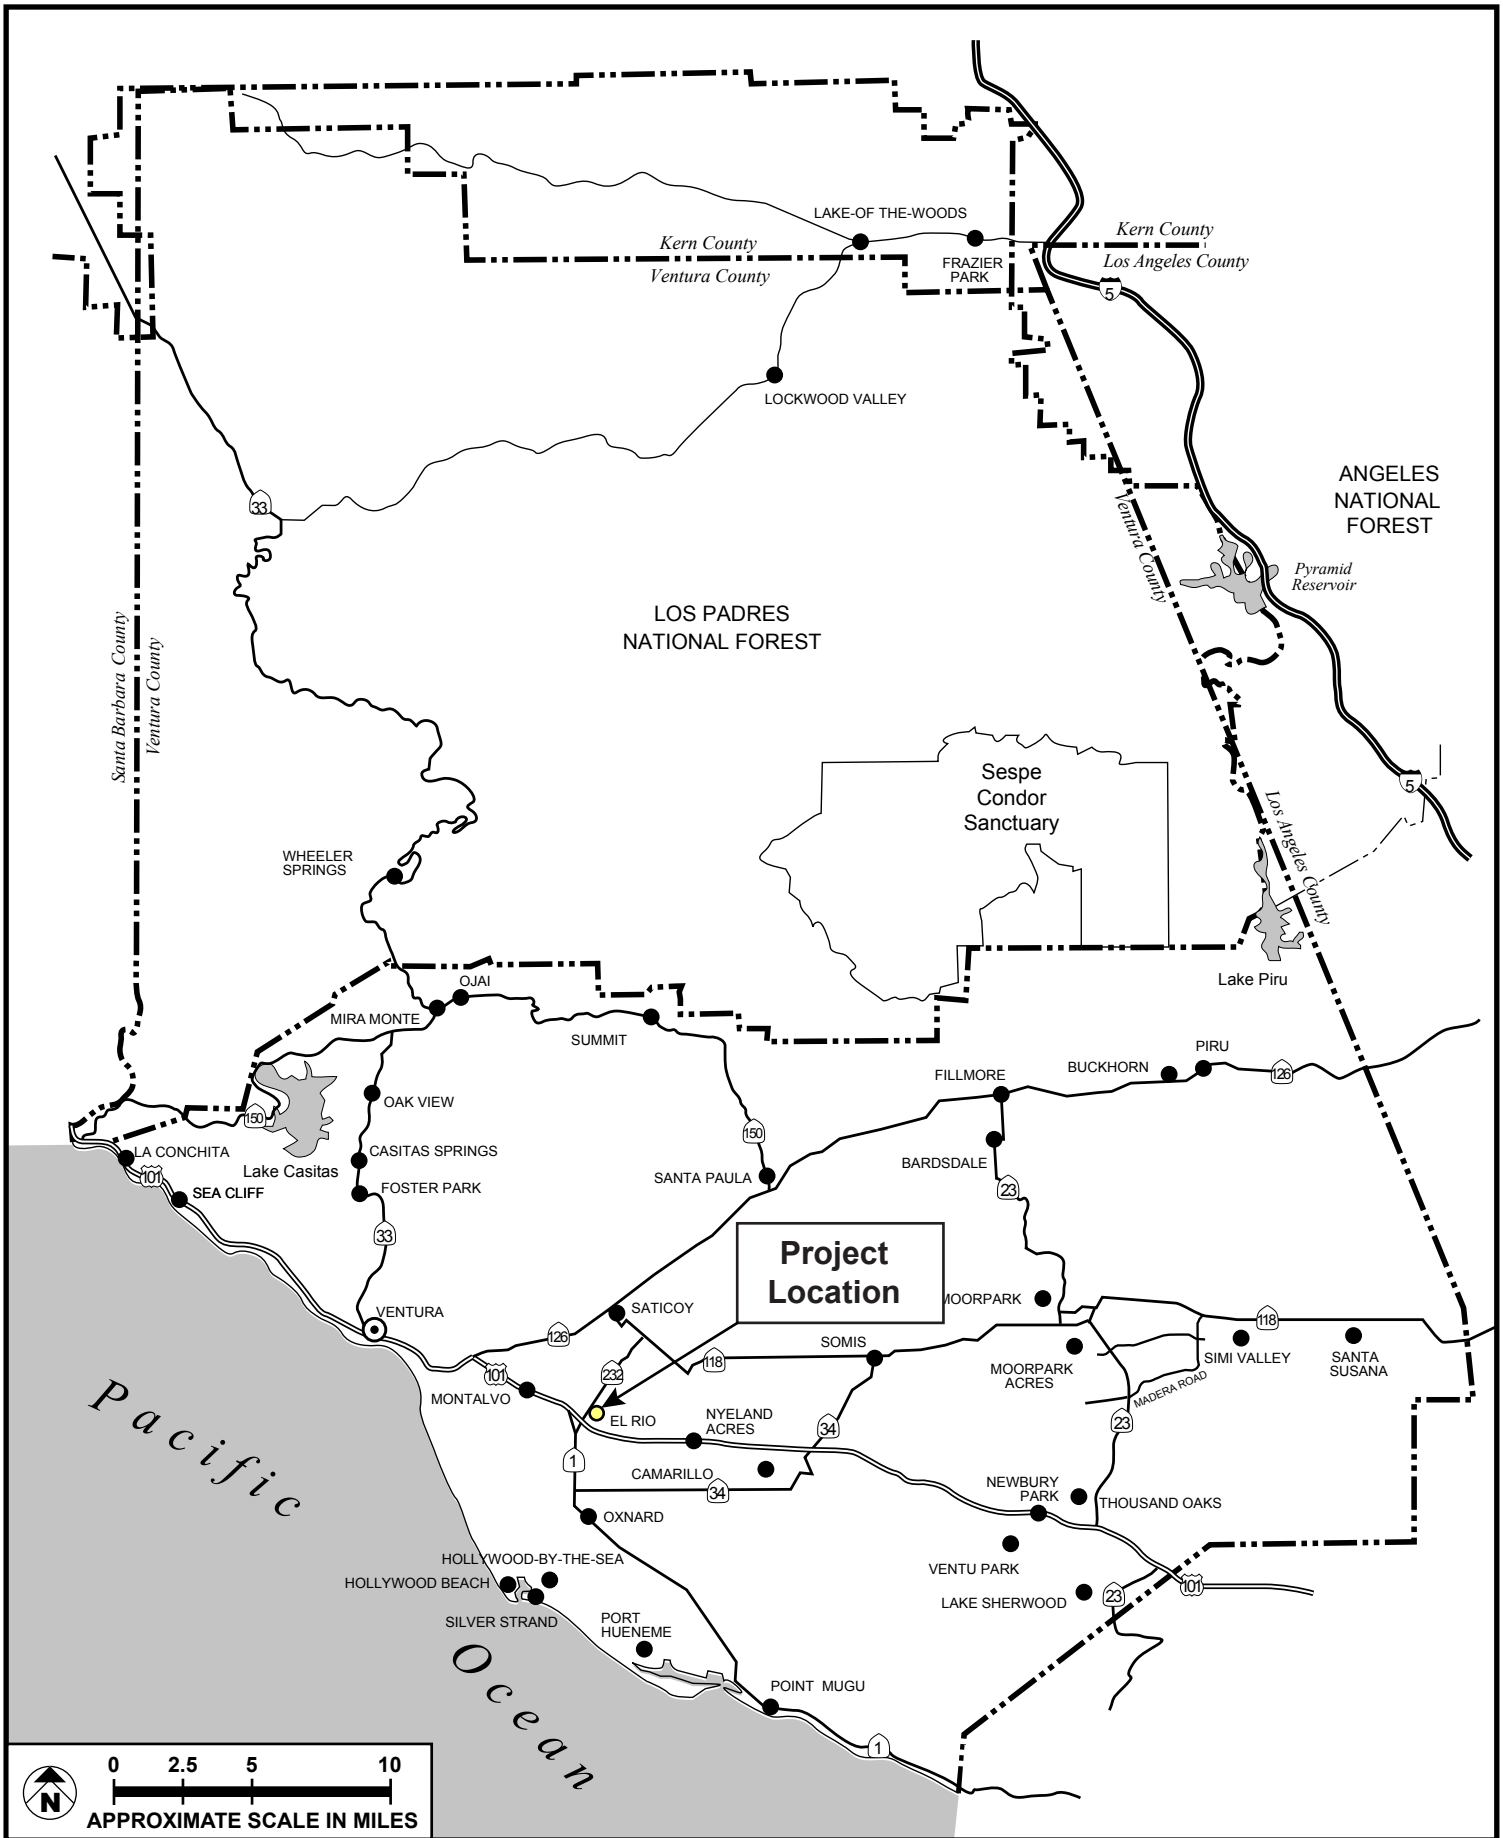 LAKE-OF THE-WOODS
Kern County
Kern County
Ventura County
FRAZIER
PARK
Los Angeles County
5
LOCKWOOD VALLEY
ANGELES
NATIONAL
FOREST
33
Ventura County
Pyramid
Reservoir
LOS PADRES
NATIONAL FOREST
Santa Barbara County
Ventura County
Sespe
Condor
Sanctuary
5
Los Angeles County
WHEELER
SPRINGS
Lake Piru
OJAI
MIRA MONTE
SUMMIT
PIRU
BUCKHORN
126
FILLMORE
OAK VIEW
150
150
LA CONCHITA
CASITAS SPRINGS
Lake Casitas
101
SEA CLIFF
FOSTER PARK
SANTA PAULA
BARDSDALE
23
33
Project
Location
MOORPARK
VENTURA
SATICOY
126
118
SOMIS
118
MOORPARK
ACRES
SIMI VALLEY
SANTA
SUSANA
101
232
MONTALVO
MADERA ROAD
EL RIO
NYELAND
ACRES
34
23
1
CAMARILLO
34
NEWBURY
PARK
THOUSAND OAKS
OXNARD
HOLLYWOOD-BY-THE-SEA
HOLLYWOOD BEACH
VENTU PARK
101
LAKE SHERWOOD
23
SILVER STRAND
PORT
HUENEME
POINT MUGU
1
Pacific
Ocean
N
0 2.5 5 10
APPROXIMATE SCALE IN MILES